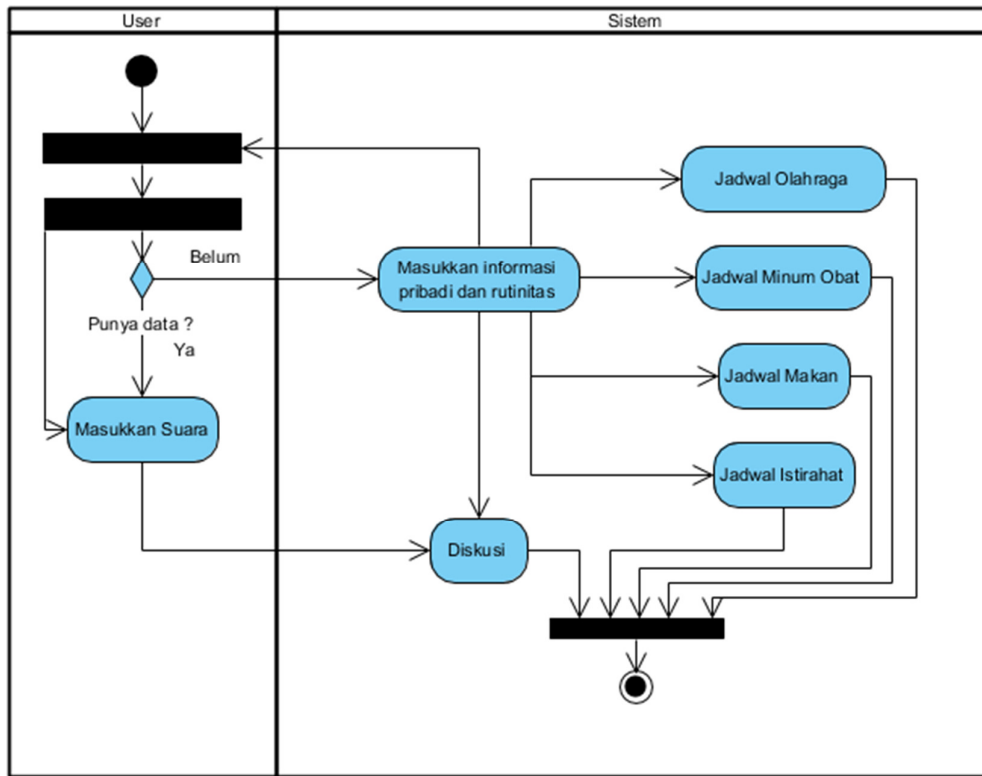 User
Sistem
Jadwal Olahraga
Belum
Masukkan informasi
pribadi dan rutinitas
Jadwal Minum Obat
Punya data ?
Ya
Jadwal Makan
Masukkan Suara
Jadwal Istirahat
Diskusi